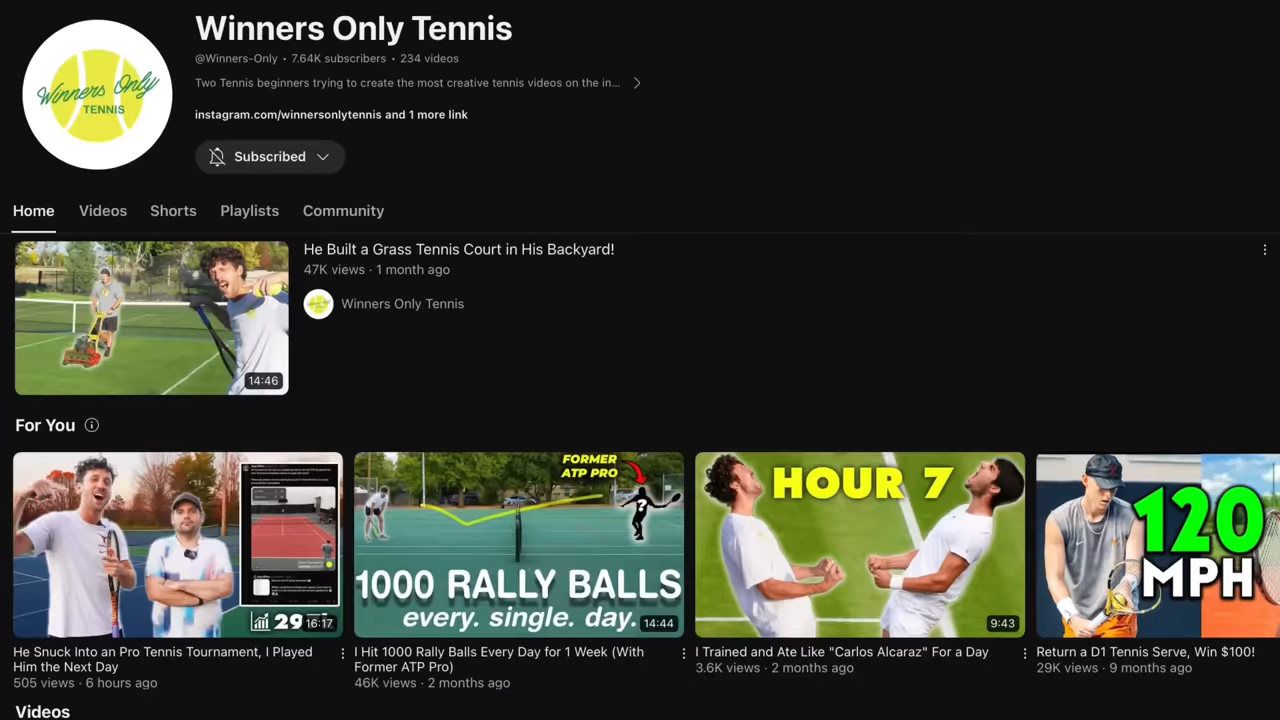 Winners Only Tennis
@Winners-Only • 7.64K subscribers • 234 videos
Two Tennis beginners trying to create the most creative tennis videos on the in...
instagram.com/winnersonlytennis and 1 more link
Winners Only
TENNIS
Subscribed
Home Videos Shorts Playlists Community
He Built a Grass Tennis Court in His Backyard!
47K views · 1 month ago
Winners Only Tennis
14:46
For You
29
16:17
FORMER
ATP PRO
?
1000 RALLY BALLS
every. single. day.
14:44
HOUR 7
9:43
120
MPH
He Snuck Into an Pro Tennis Tournament, I Played
Him the Next Day
505 views · 6 hours ago
I Hit 1000 Rally Balls Every Day for 1 Week (With
Former ATP Pro)
46K views · 2 months ago
I Trained and Ate Like "Carlos Alcaraz" For a Day
3.6K views · 2 months ago
Return a D1 Tennis Serve, Win $100!
29K views · 9 months ago
Videos